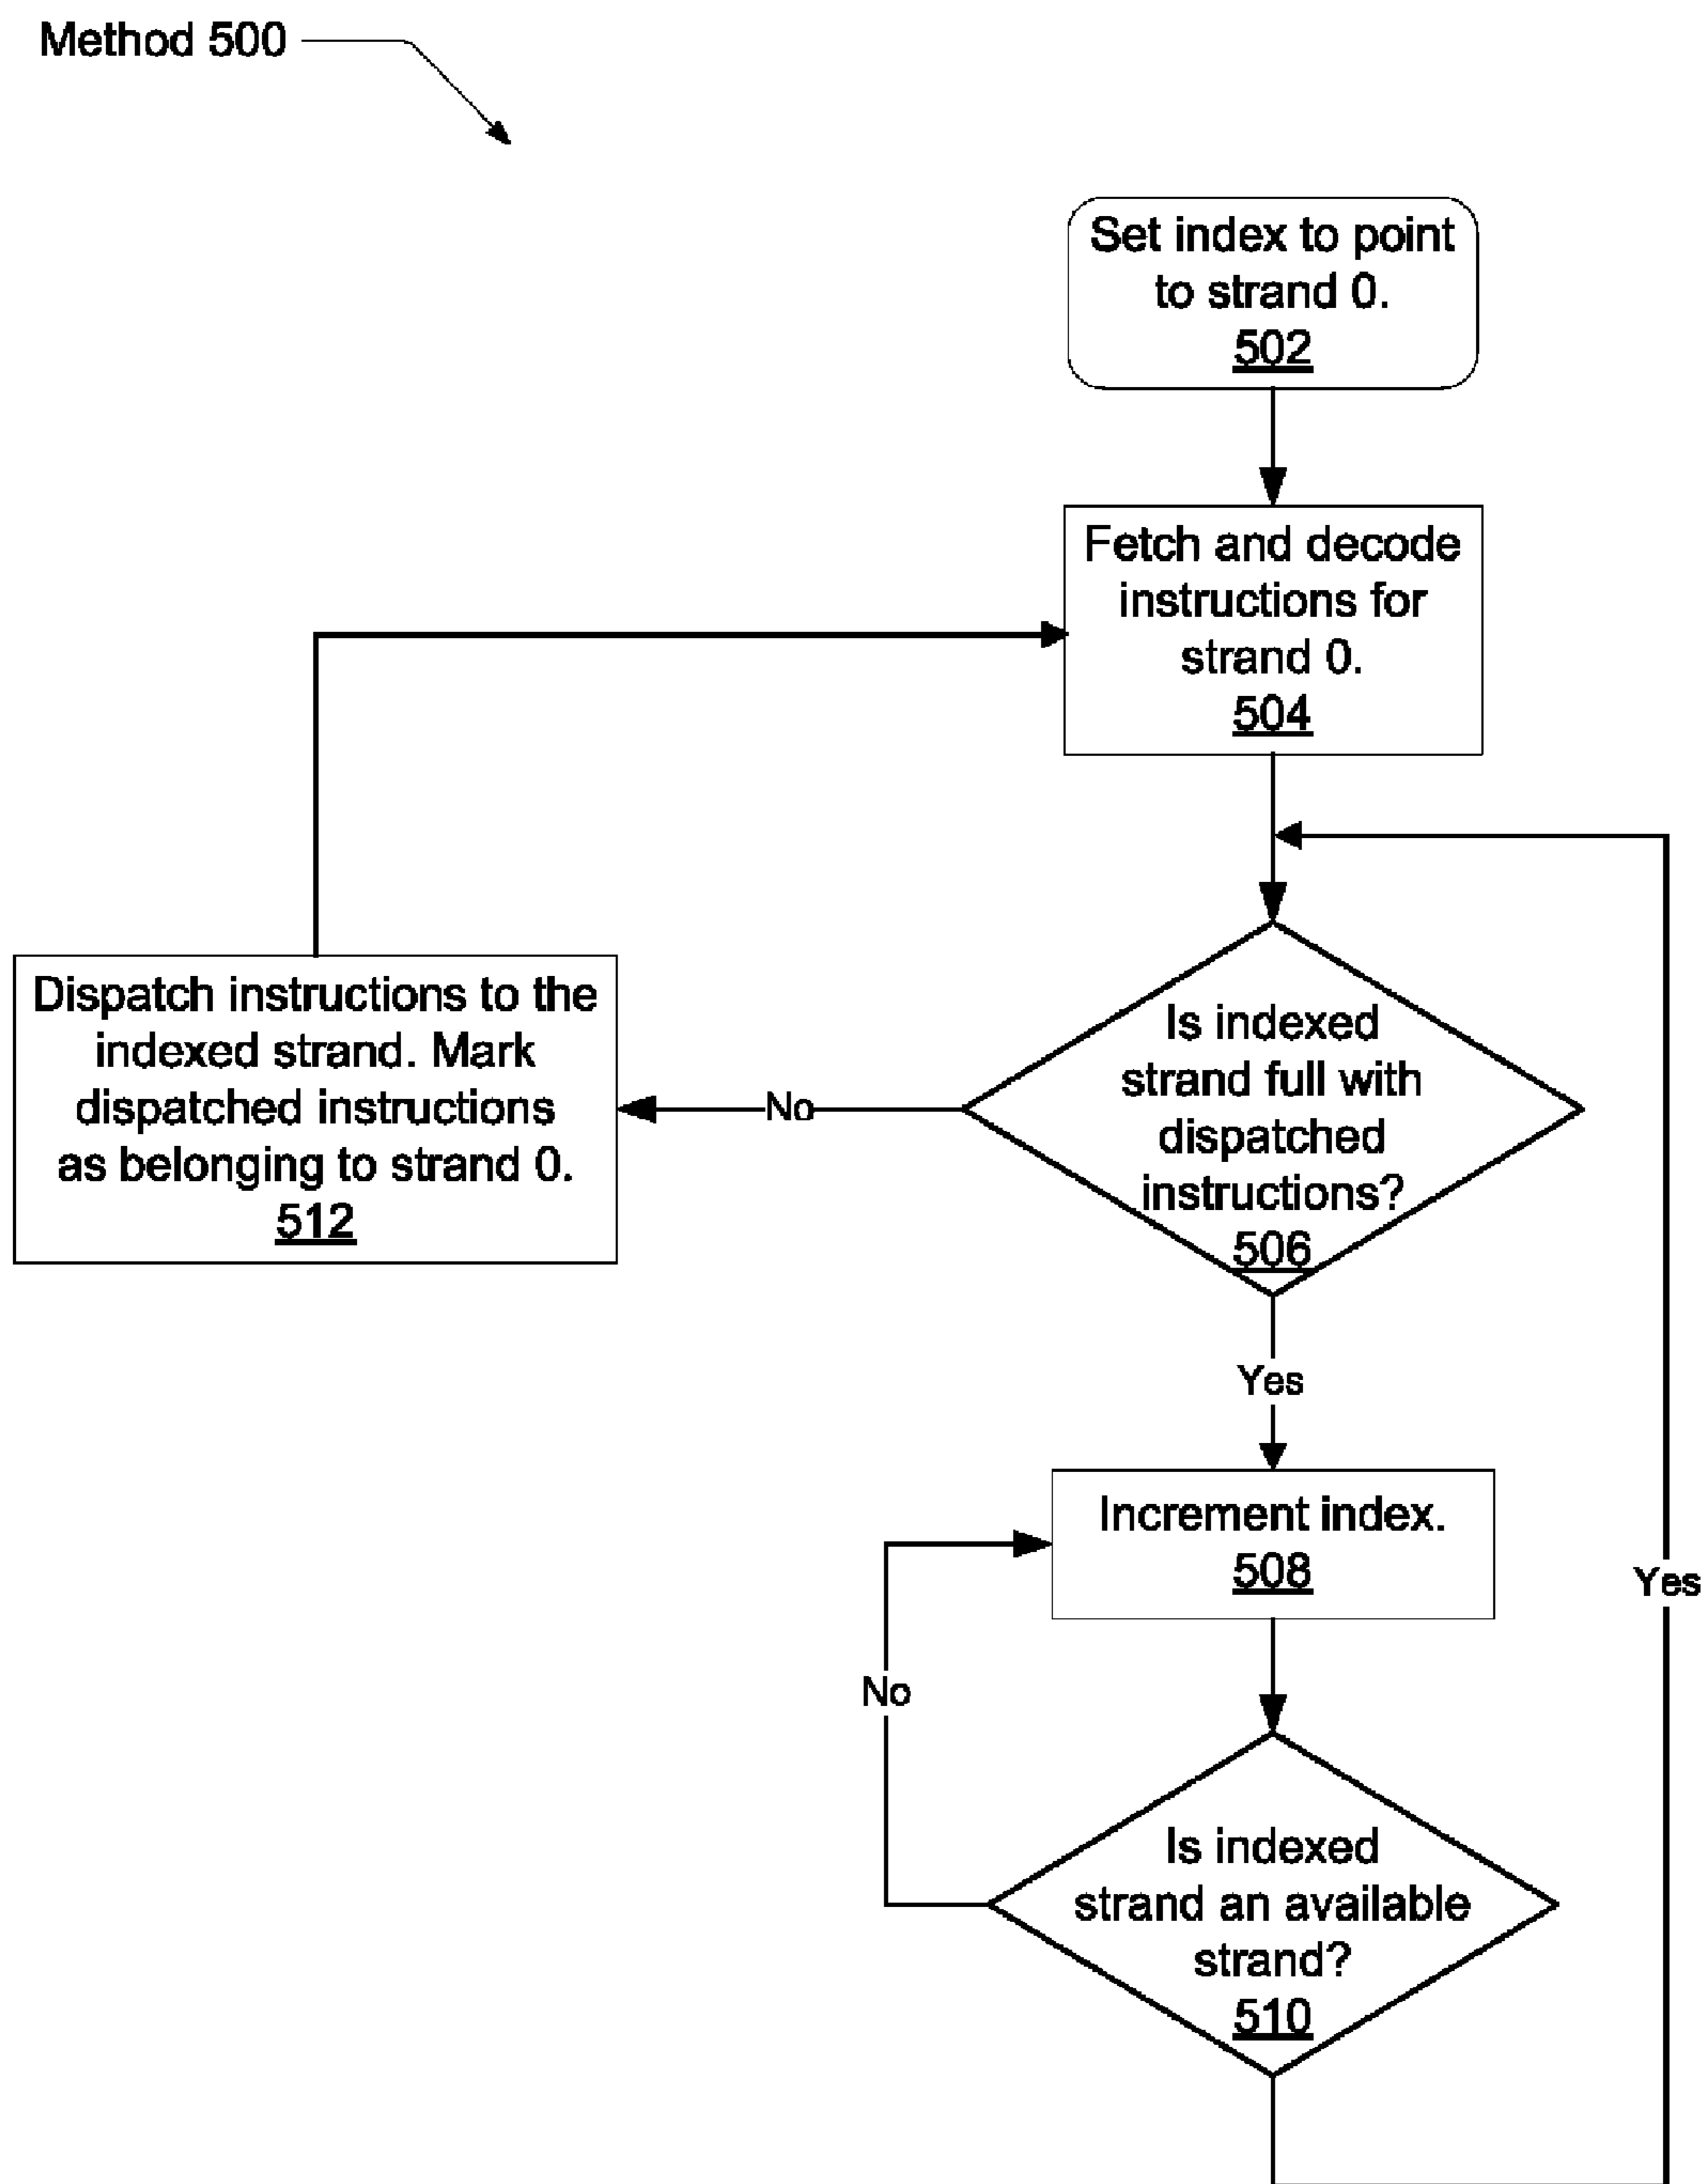 Method 500
Set index to point
to strand 0.
502
Fetch and decode
instructions for
strand 0.
504
Is indexed
strand full with
dispatched
instructions?
506
No
Dispatch instructions to the
indexed strand. Mark
dispatched instructions
as belonging to strand 0.
512
Yes
Increment index.
508
Yes
No
Is indexed
strand an available
strand?
510